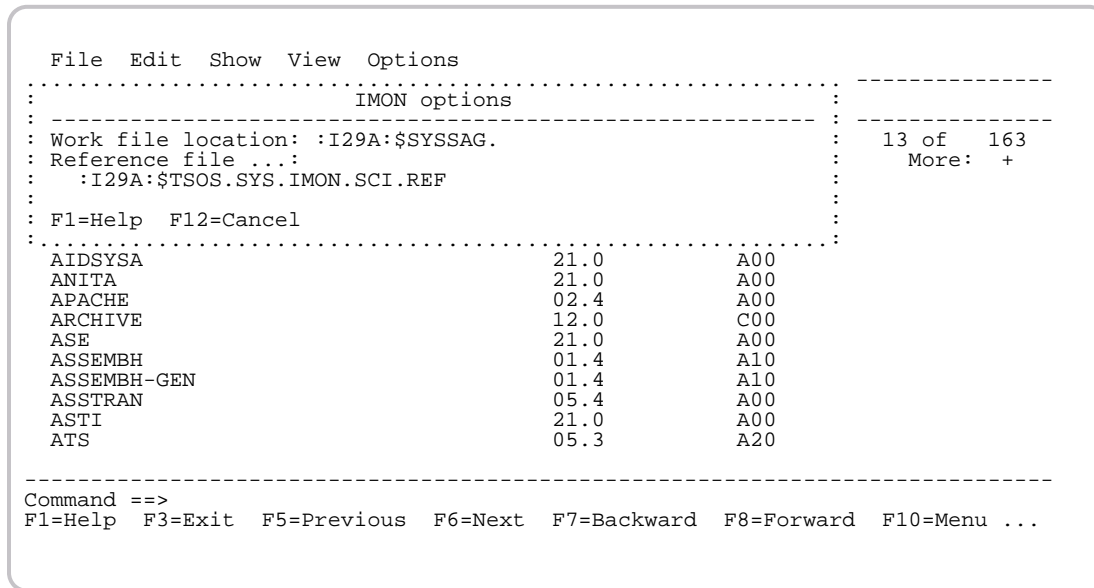 File  Edit  Show  View  Options
.............................................................. ---------------
:                        IMON options                        :
: ---------------------------------------------------------- : ---------------
: Work file location: :I29A:$SYSSAG.                         :   13 of   163
: Reference file ...:                                        :     More:  +
:   :I29A:$TSOS.SYS.IMON.SCI.REF                             :
:                                                            :
: F1=Help  F12=Cancel                                        :
:............................................................:
AIDSYSA                               21.0          A00
ANITA                                 21.0          A00
APACHE                                02.4          A00
ARCHIVE                               12.0          C00
ASE                                   21.0          A00
ASSEMBH                               01.4          A10
ASSEMBH-GEN                           01.4          A10
ASSTRAN                               05.4          A00
ASTI                                  21.0          A00
ATS                                   05.3          A20
------------------------------------------------------------------------------
Command ==>
F1=Help  F3=Exit  F5=Previous  F6=Next  F7=Backward  F8=Forward  F10=Menu ...